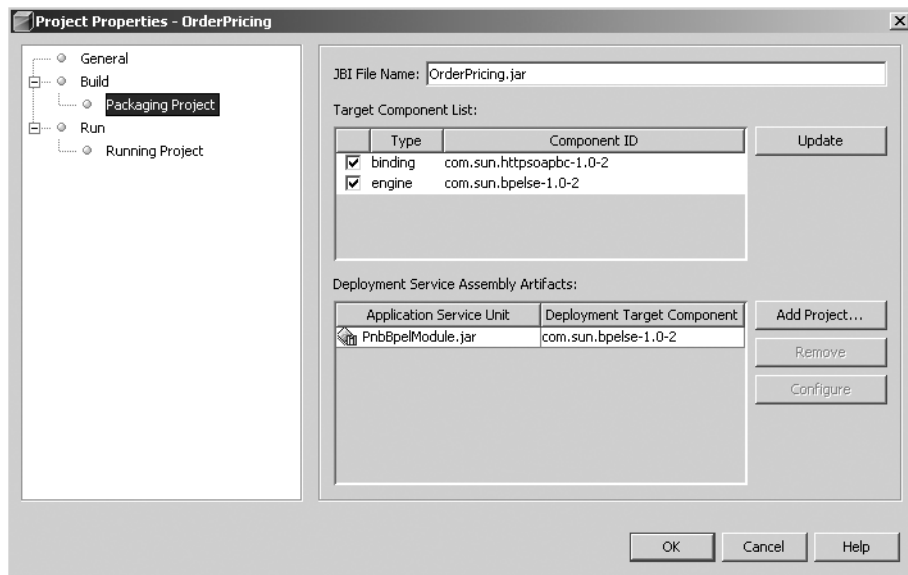 Project Properties - OrderPricing
General
Build
Packaging Project
Run
Running Project
JBI File Name: OrderPricing.jar
Target Component List:
Type Component ID
binding com.sun.httpsoapbc-1.0-2
engine com.sun.bpelse-1.0-2
Update
Deployment Service Assembly Artifacts:
Application Service Unit Deployment Target Component
PnbBpelModule.jar com.sun.bpelse-1.0-2
Add Project...
Remove
Configure
OK Cancel Help